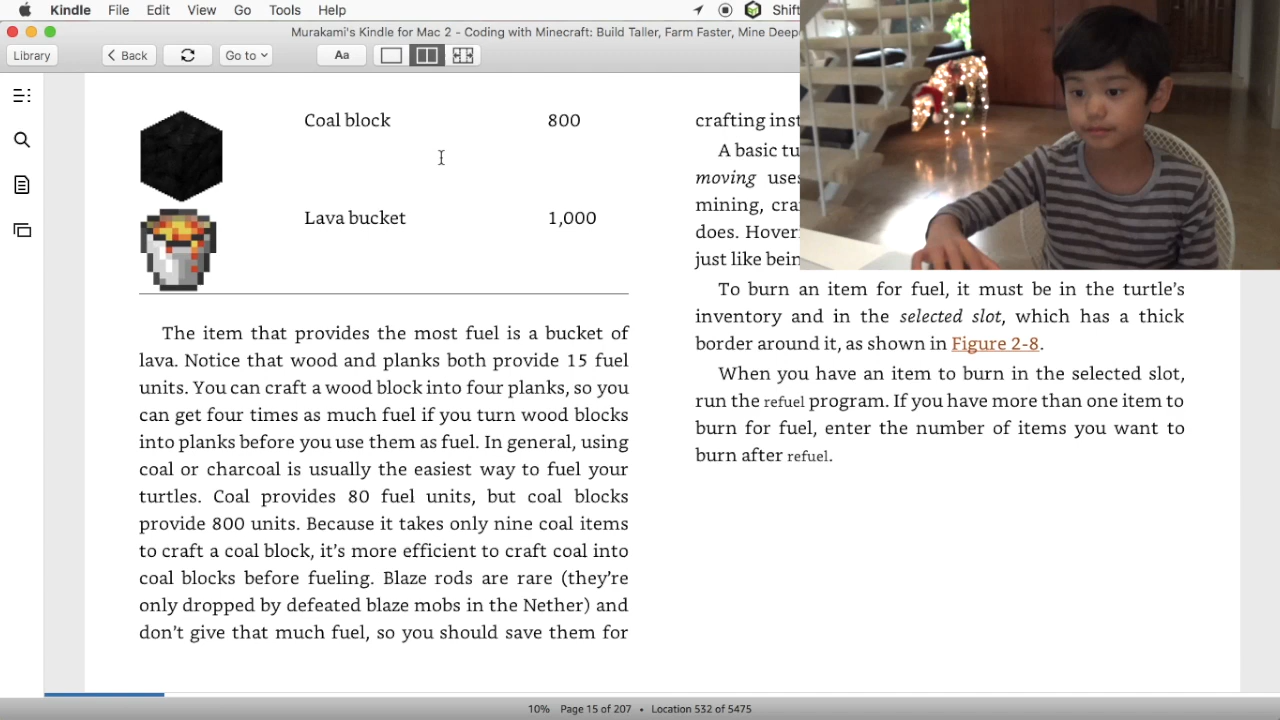 Kindle File Edit View Go Tools Help Shift
Murakami's Kindle for Mac 2 - Coding with Minecraft: Build Taller, Farm Faster, Mine Deep
Library Back Go to Aa
Coal block 800
Lava bucket 1,000
The item that provides the most fuel is a bucket of
lava. Notice that wood and planks both provide 15 fuel
units. You can craft a wood block into four planks, so you
can get four times as much fuel if you turn wood blocks
into planks before you use them as fuel. In general, using
coal or charcoal is usually the easiest way to fuel your
turtles. Coal provides 80 fuel units, but coal blocks
provide 800 units. Because it takes only nine coal items
to craft a coal block, it's more efficient to craft coal into
coal blocks before fueling. Blaze rods are rare (they're
only dropped by defeated blaze mobs in the Nether) and
don't give that much fuel, so you should save them for
crafting inst
A basic tu
moving uses
mining, cra
does. Hover
just like bein
To burn an item for fuel, it must be in the turtle's
inventory and in the selected slot, which has a thick
border around it, as shown in Figure 2-8.
When you have an item to burn in the selected slot,
run the refuel program. If you have more than one item to
burn for fuel, enter the number of items you want to
burn after refuel.
10% Page 15 of 207 • Location 532 of 5475